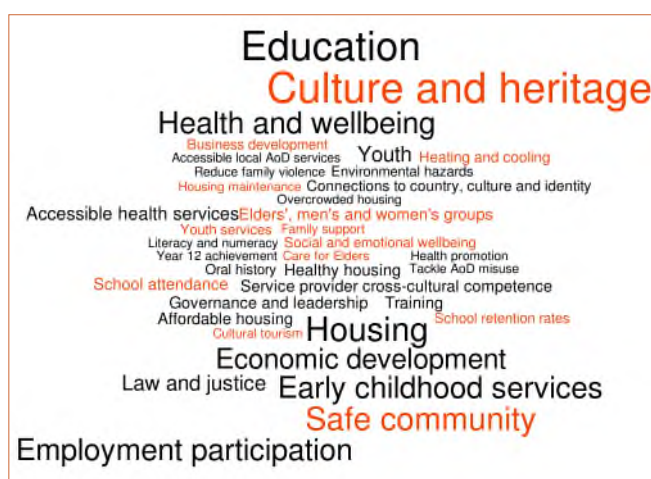 Education
Culture and heritage
Health and wellbeing
Business development
Accessible local AoD services Youth Heating and cooling
Reduce family violence Environmental hazards
Housing maintenance Connections to country, culture and identity
Overcrowded housing
Accessible health services Elders', men's and women's groups
Youth services Family support
Literacy and numeracy Social and emotional wellbeing
Year 12 achievement Care for Elders Health promotion
Oral history Healthy housing Tackle AoD misuse
School attendance Service provider cross-cultural competence
Governance and leadership Training
Affordable housing School retention rates
Cultural tourism Housing
Economic development
Law and justice Early childhood services
Safe community
Employment participation